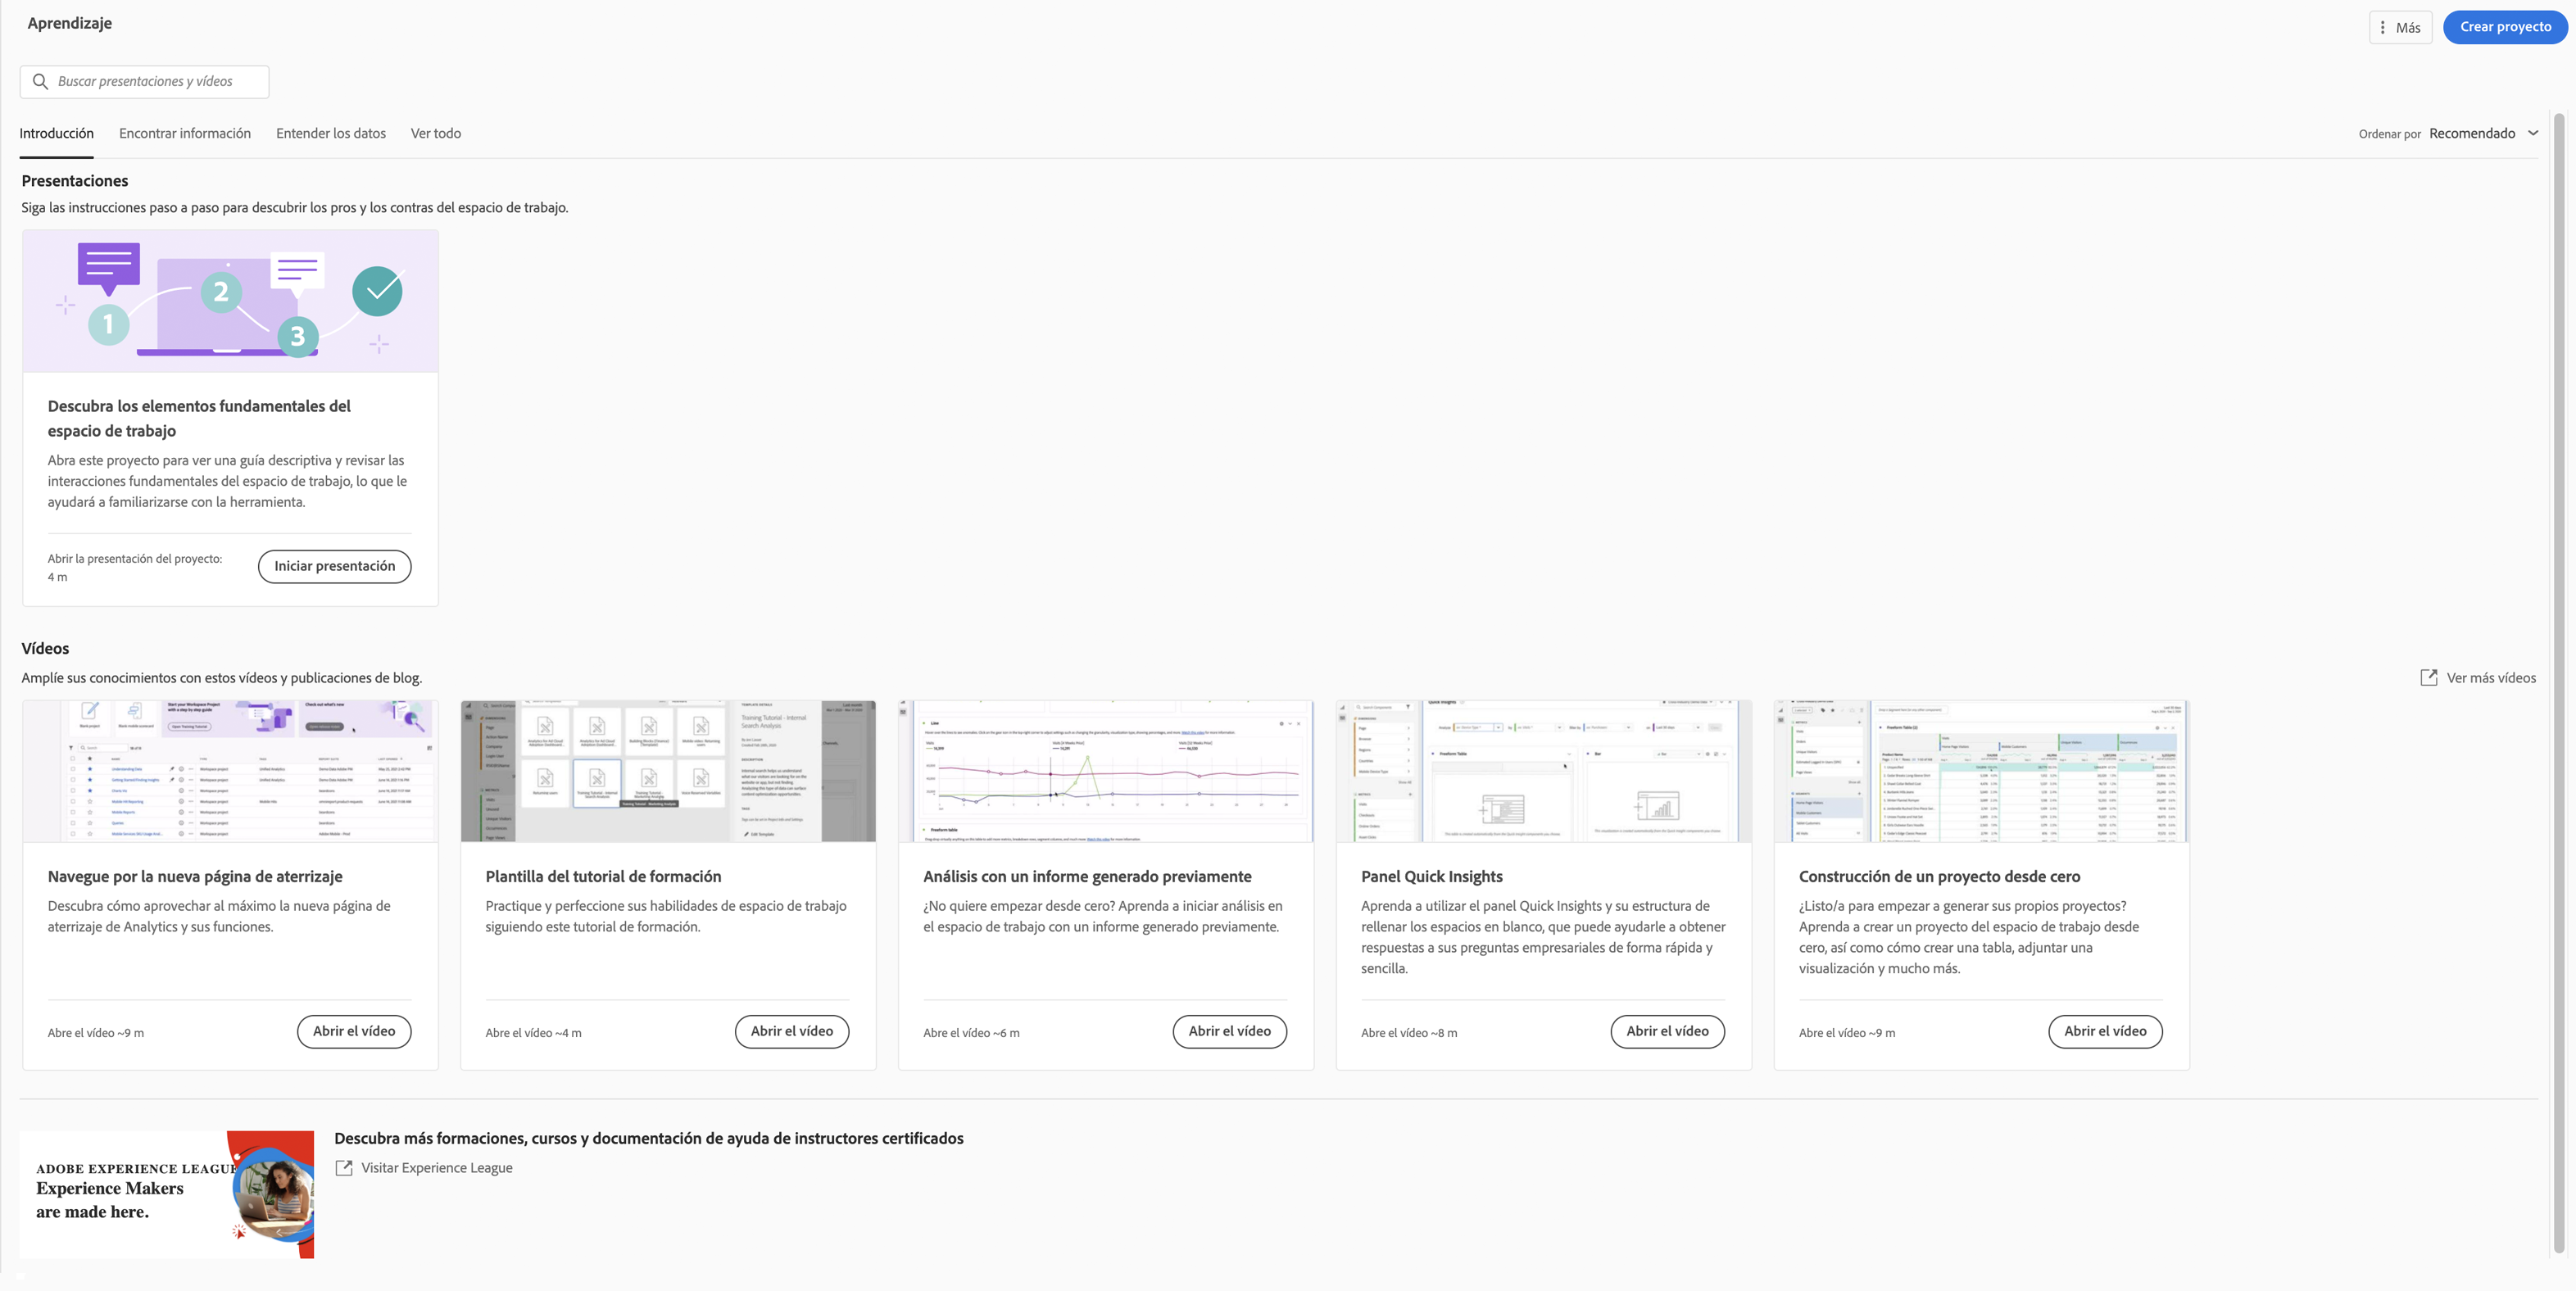 Aprendizaje
Más
Crear proyecto
Buscar presentaciones y vídeos
Introducción
Encontrar información
Entender los datos
Ver todo
Ordenar por Recomendado
Presentaciones
Siga las instrucciones paso a paso para descubrir los pros y los contras del espacio de trabajo.
1
2
3
Descubra los elementos fundamentales del
espacio de trabajo
Abra este proyecto para ver una guía descriptiva y revisar las
interacciones fundamentales del espacio de trabajo, lo que le
ayudará a familiarizarse con la herramienta.
Abrir la presentación del proyecto:
4 m
Iniciar presentación
Vídeos
Amplíe sus conocimientos con estos vídeos y publicaciones de blog.
Ver más vídeos
Navegue por la nueva página de aterrizaje
Descubra cómo aprovechar al máximo la nueva página de
aterrizaje de Analytics y sus funciones.
Abre el vídeo ~9 m
Abrir el vídeo
Plantilla del tutorial de formación
Practique y perfeccione sus habilidades de espacio de trabajo
siguiendo este tutorial de formación.
Abre el vídeo ~4 m
Abrir el vídeo
Análisis con un informe generado previamente
¿No quiere empezar desde cero? Aprenda a iniciar análisis en
el espacio de trabajo con un informe generado previamente.
Abre el vídeo ~6 m
Abrir el vídeo
Panel Quick Insights
Aprenda a utilizar el panel Quick Insights y su estructura de
rellenar los espacios en blanco, que puede ayudarle a obtener
respuestas a sus preguntas empresariales de forma rápida y
sencilla.
Abre el vídeo ~8 m
Abrir el vídeo
Construcción de un proyecto desde cero
¿Listo/a para empezar a generar sus propios proyectos?
Aprenda a crear un proyecto del espacio de trabajo desde
cero, así como cómo crear una tabla, adjuntar una
visualización y mucho más.
Abre el vídeo ~9 m
Abrir el vídeo
ADOBE EXPERIENCE LEAGUE
Experience Makers
are made here.
Descubra más formaciones, cursos y documentación de ayuda de instructores certificados
Visitar Experience League